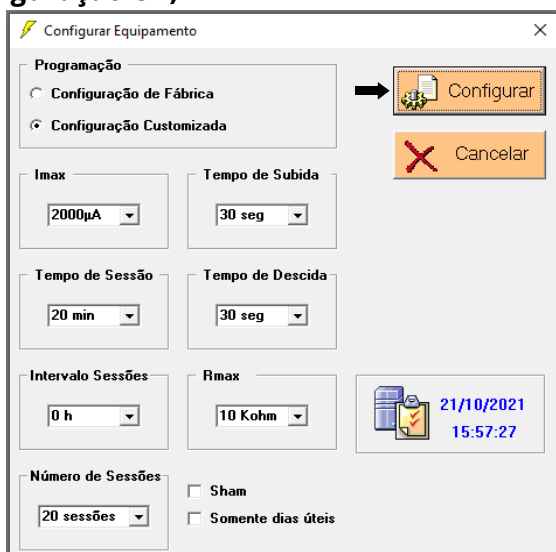 Configurar Equipamento
Programação
Configuração de Fábrica
Configuração Customizada
Configurar
Cancelar
Imax
Tempo de Subida
2000µA
30 seg
Tempo de Sessão
Tempo de Descida
20 min
30 seg
Intervalo Sessões
Rmax
0 h
10 Kohm
21/10/2021
15:57:27
Número de Sessões
20 sessões
Sham
Somente dias úteis